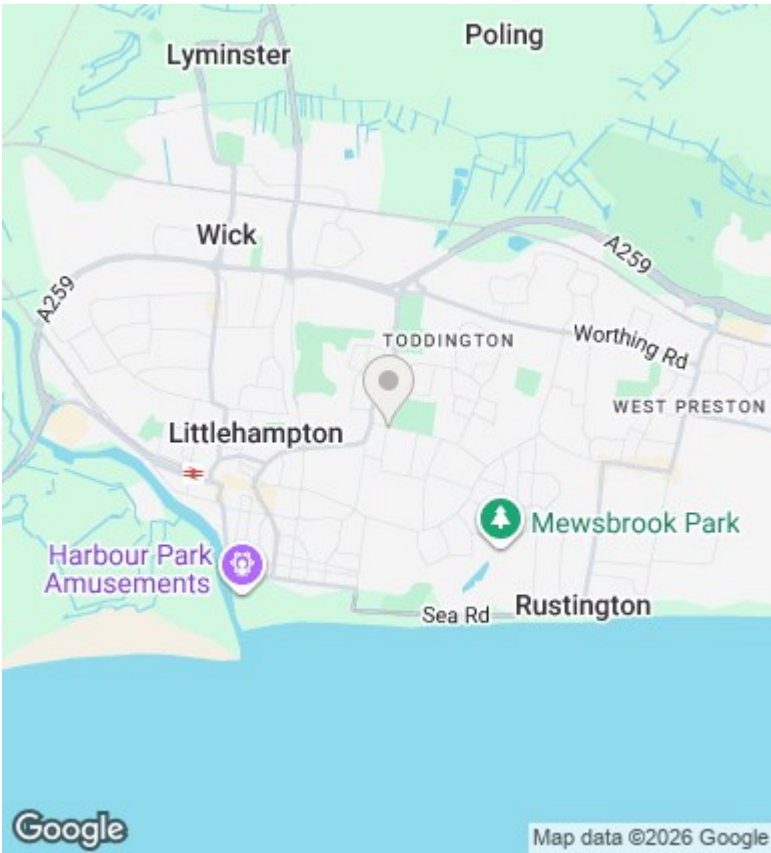 Poling
Lyminster
Wick
A259
A259
TODDINGTON
Worthing Rd
WEST PRESTON
Littlehampton
Mewsbrook Park
Harbour Park
Amusements
Sea Rd
Rustington
Google
Map data ©2026 Google